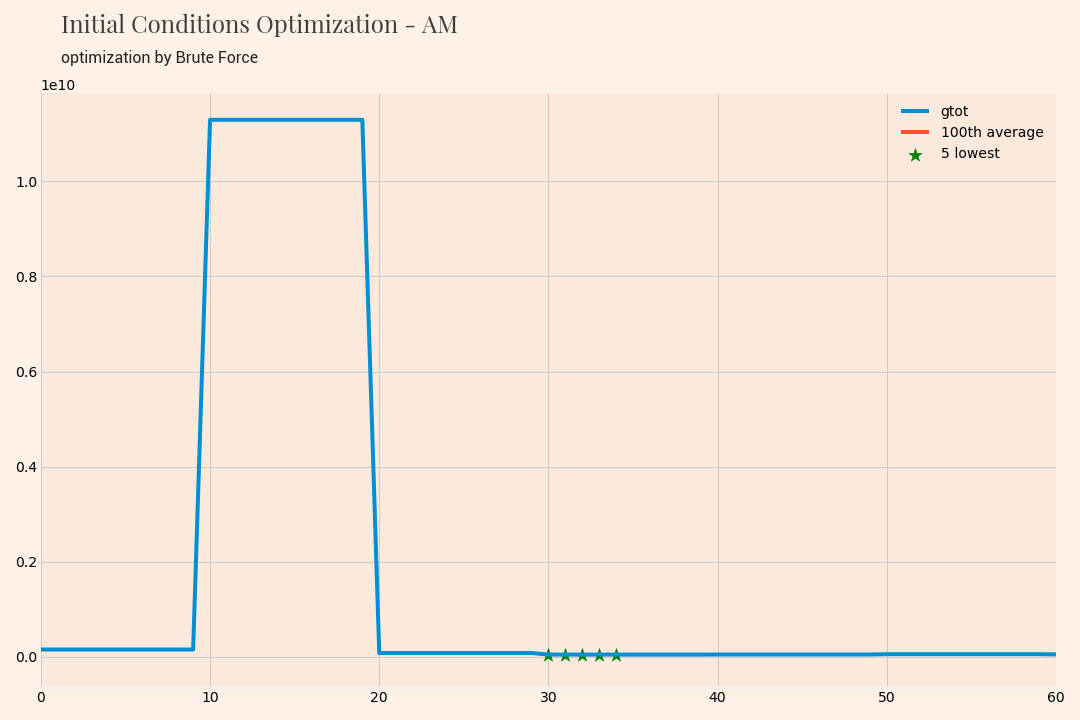 Initial Conditions Optimization - AM
optimization by Brute Force
1e10
gtot
100th average
5 lowest
1.0
0.8
0.6
0.4
0.2
0.0
0 10 20 30 40 50 60